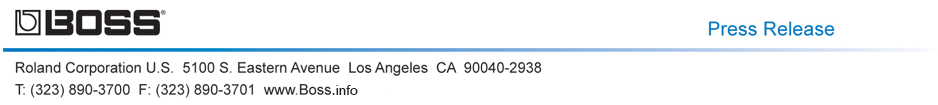 BOSS®
Press Release
Roland Corporation U.S. 5100 S. Eastern Avenue Los Angeles CA 90040-2938
T: (323) 890-3700 F: (323) 890-3701 www.Boss.info